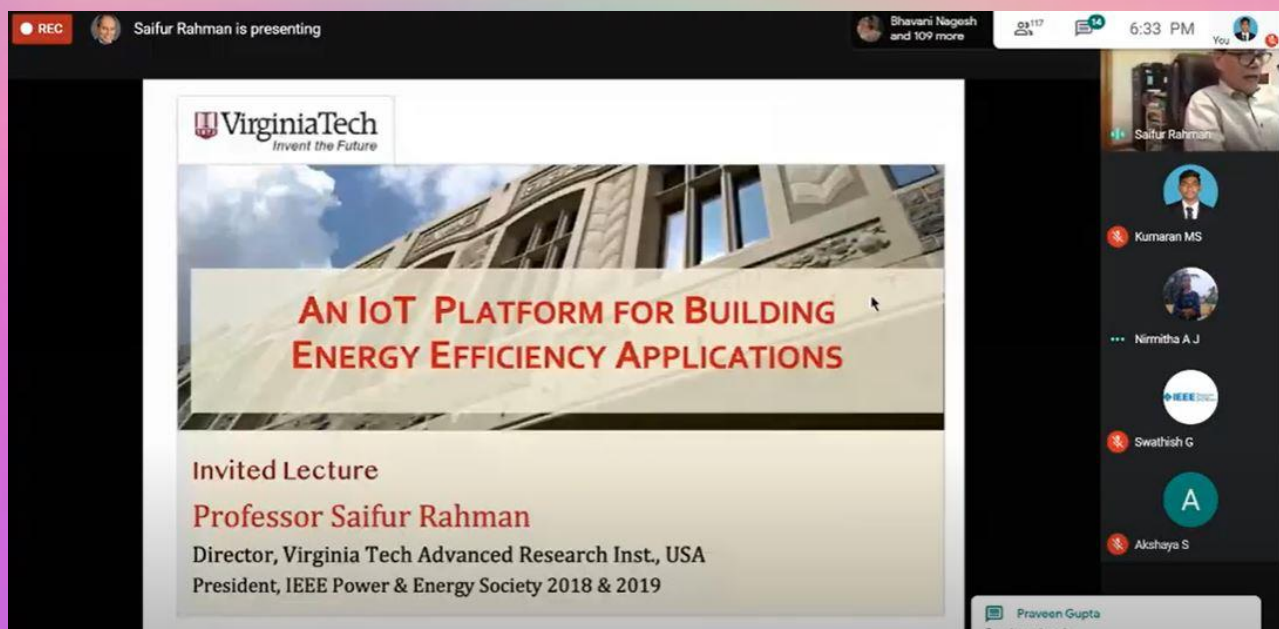 REC
Saifur Rahman is presenting
Bhavani Nagesh
and 109 more
117
14
6:33 PM
You
VirginiaTech
Invent the Future
Saifur Rahman
AN IOT PLATFORM FOR BUILDING
ENERGY EFFICIENCY APPLICATIONS
Kumaran MS
Nirmitha A J
IEEE
Swathish G
Invited Lecture
Professor Saifur Rahman
Director, Virginia Tech Advanced Research Inst., USA
President, IEEE Power & Energy Society 2018 & 2019
A
Akshaya S
Praveen Gupta